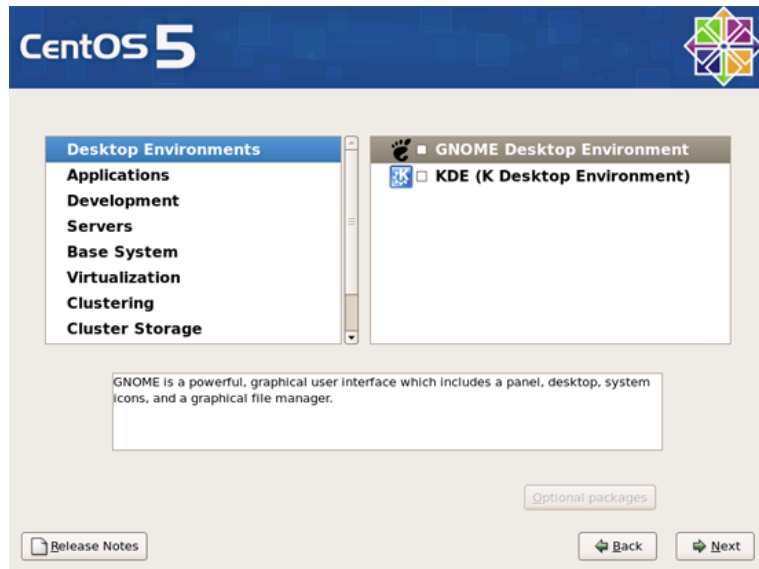 CentOS 5
Desktop Environments
Applications
Development
Servers
Base System
Virtualization
Clustering
Cluster Storage
GNOME Desktop Environment
KDE (K Desktop Environment)
GNOME is a powerful, graphical user interface which includes a panel, desktop, system
icons, and a graphical file manager.
Optional packages
Release Notes
Back
Next